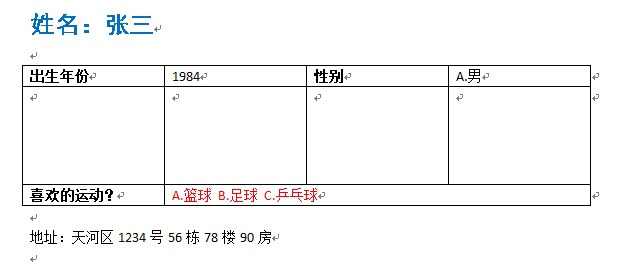 姓名：张三
出生年份 1984 性别 A.男
喜欢的运动？ A.篮球 B.足球 C.乒乓球
地址：天河区 1234 号 56 栋 78 楼 90 房